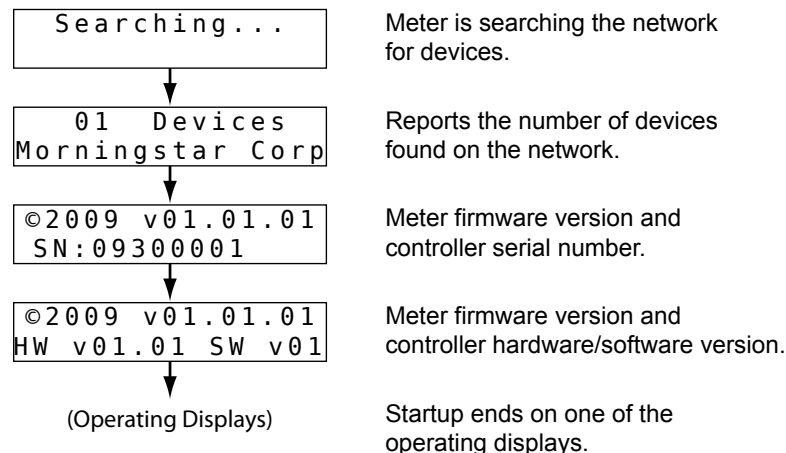 Searching...
Meter is searching the network
for devices.
01 Devices
Morningstar Corp
Reports the number of devices
found on the network.
©2009 v01.01.01
SN:09300001
Meter firmware version and
controller serial number.
©2009 v01.01.01
HW v01.01 SW v01
Meter firmware version and
controller hardware/software version.
(Operating Displays)
Startup ends on one of the
operating displays.